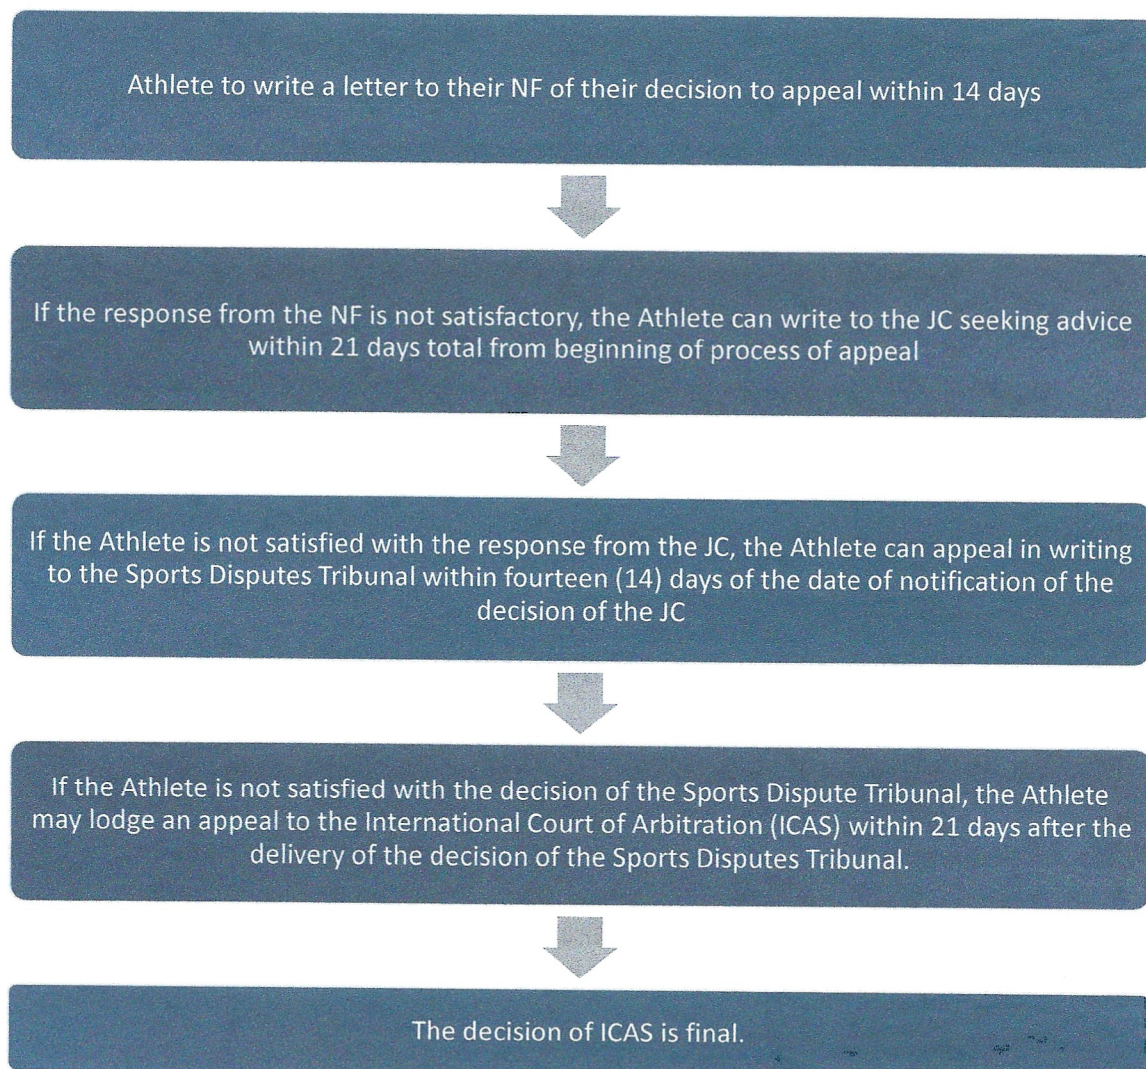 Athlete to write a letter to their NF of their decision to appeal within 14 days
If the response from the NF is not satisfactory, the Athlete can write to the JC seeking advice
within 21 days total from beginning of process of appeal
If the Athlete is not satisfied with the response from the JC, the Athlete can appeal in writing
to the Sports Disputes Tribunal within fourteen (14) days of the date of notification of the
decision of the JC
If the Athlete is not satisfied with the decision of the Sports Dispute Tribunal, the Athlete
may lodge an appeal to the International Court of Arbitration (ICAS) within 21 days after the
delivery of the decision of the Sports Disputes Tribunal.
The decision of ICAS is final.